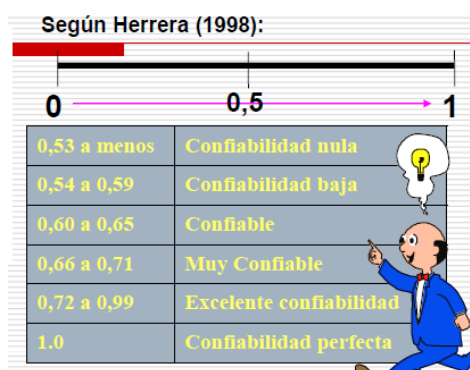 Según Herrera (1998):
0 0,5 1
0,53 a menos Confiabilidad nula
0,54 a 0,59 Confiabilidad baja
0,60 a 0,65 Confiable
0,66 a 0,71 Muy Confiable
0,72 a 0,99 Excelente confiabilidad
1.0 Confiabilidad perfecta